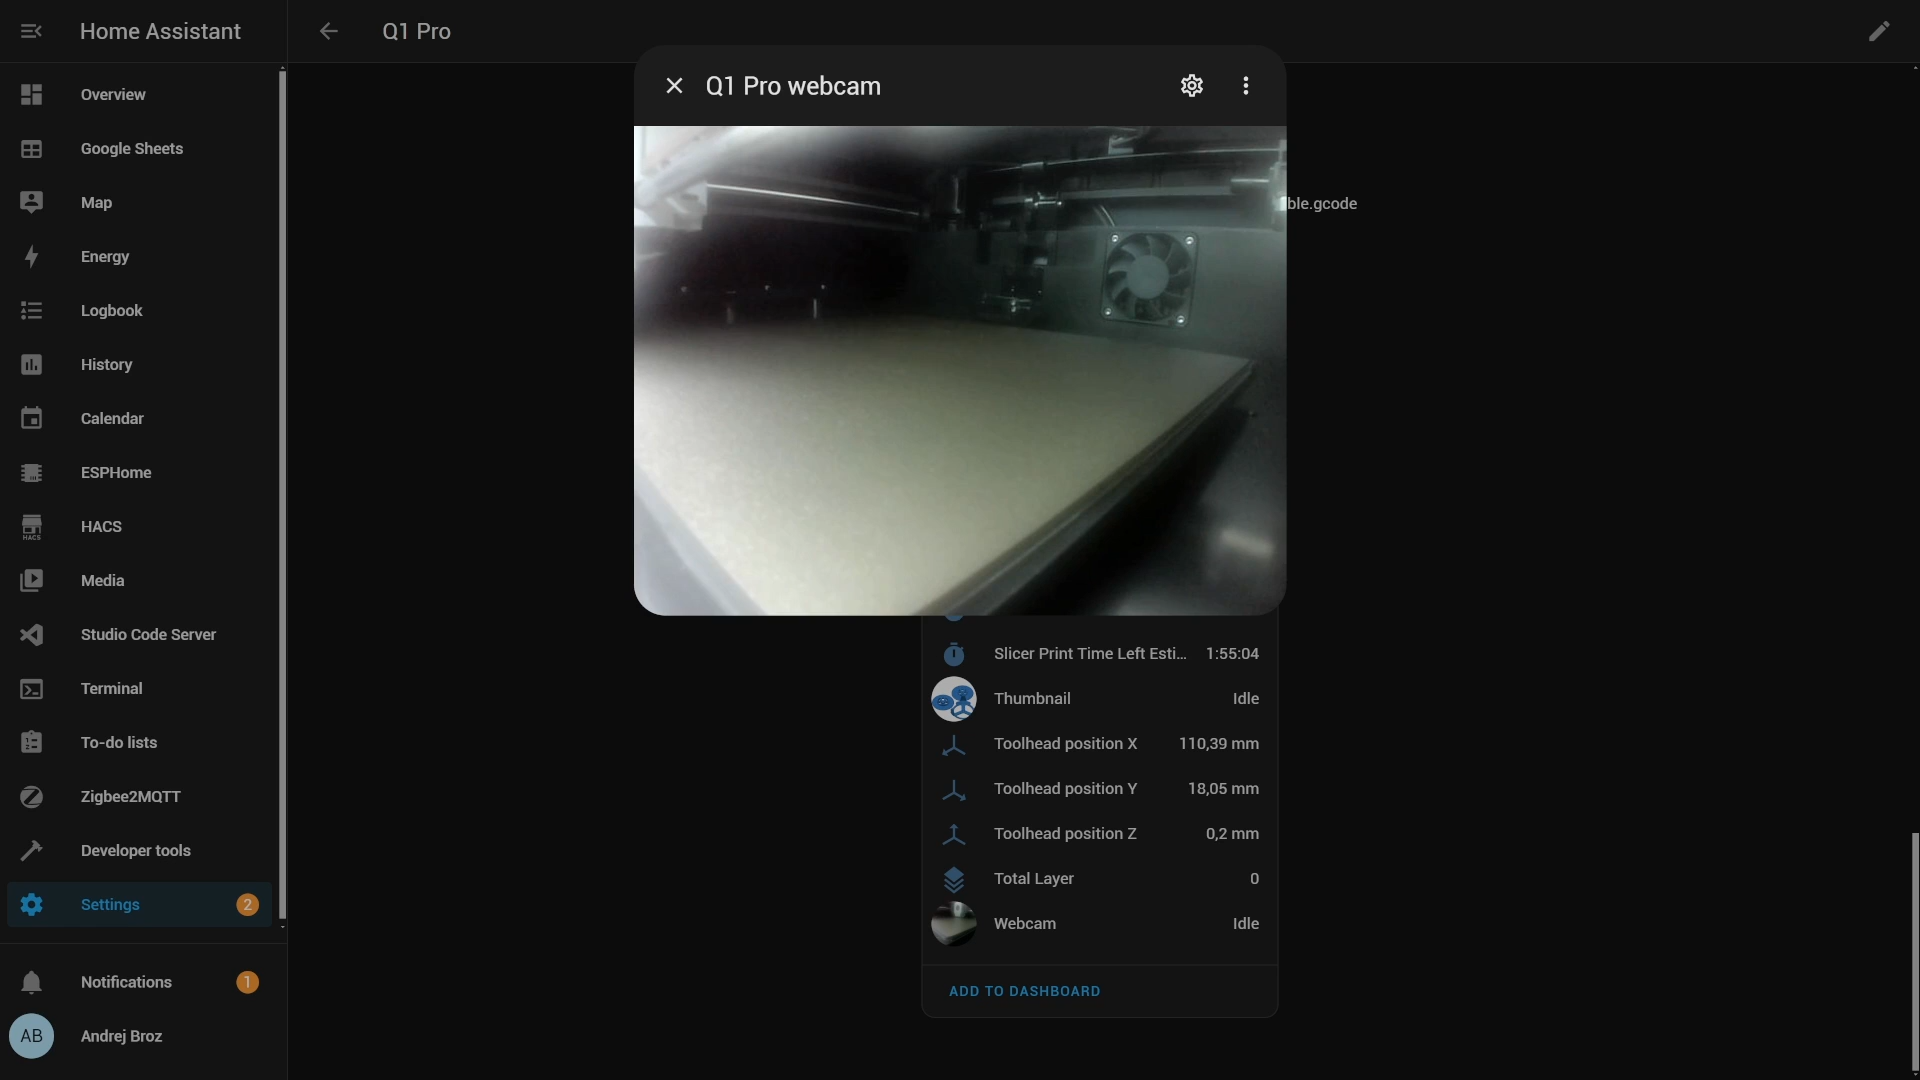 Home Assistant
Q1 Pro
Q1 Pro webcam
Overview
Google Sheets
Map
Energy
Logbook
History
Calendar
ESPHome
HACS
HACS
Media
Studio Code Server
Terminal
To-do lists
Zigbee2MQTT
Developer tools
Settings
2
Notifications
1
AB
Andrej Broz
ble.gcode
Slicer Print Time Left Esti...
1:55:04
Thumbnail
Idle
Toolhead position X
110,39 mm
Toolhead position Y
18,05 mm
Toolhead position Z
0,2 mm
Total Layer
0
Webcam
Idle
ADD TO DASHBOARD